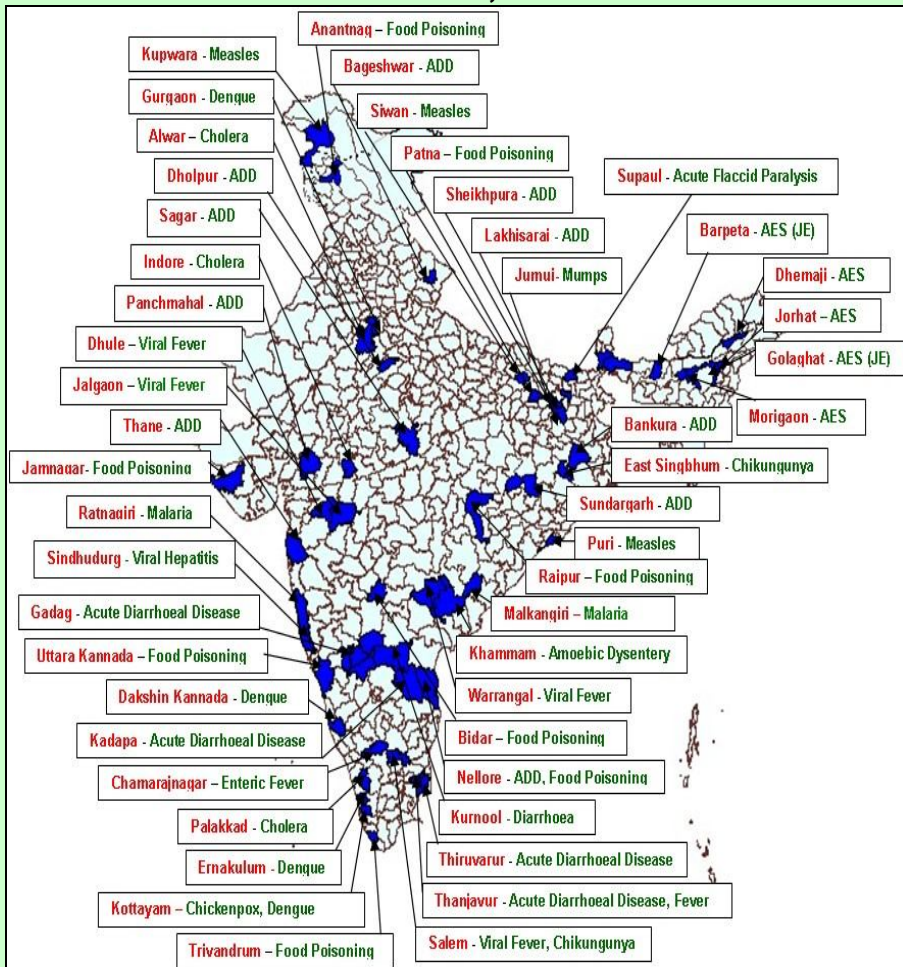 Anantnag – Food Poisoning
Kupwara - Measles
Bageshwar - ADD
Gurgaon - Dengue
Siwan - Measles
Alwar – Cholera
Patna – Food Poisoning
Dholpur - ADD
Sheikhpura - ADD
Supaul - Acute Flaccid Paralysis
Sagar - ADD
Lakhisarai - ADD
Barpeta - AES (JE)
Indore - Cholera
Jumui - Mumps
Dhemaji - AES
Panchmahal - ADD
Jorhat – AES
Dhule – Viral Fever
Golaghat - AES (JE)
Jalgaon – Viral Fever
Morigaon - AES
Thane - ADD
Bankura - ADD
Jamnagar- Food Poisoning
East Singbhum - Chikungunya
Ratnagiri - Malaria
Sundargarh - ADD
Sindhudurg - Viral Hepatitis
Puri - Measles
Raipur – Food Poisoning
Gadag - Acute Diarrhoeal Disease
Malkangiri – Malaria
Uttara Kannada – Food Poisoning
Khammam - Amoebic Dysentery
Dakshin Kannada - Dengue
Warrangal - Viral Fever
Kadapa - Acute Diarrhoeal Disease
Bidar - Food Poisoning
Chamarajnagar – Enteric Fever
Nellore - ADD, Food Poisoning
Palakkad - Cholera
Kurnool - Diarrhoea
Ernakulum - Dengue
Thiruvarur - Acute Diarrhoeal Disease
Kottayam – Chickenpox, Dengue
Thanjavur - Acute Diarrhoeal Disease, Fever
Trivandrum – Food Poisoning
Salem - Viral Fever, Chikungunya